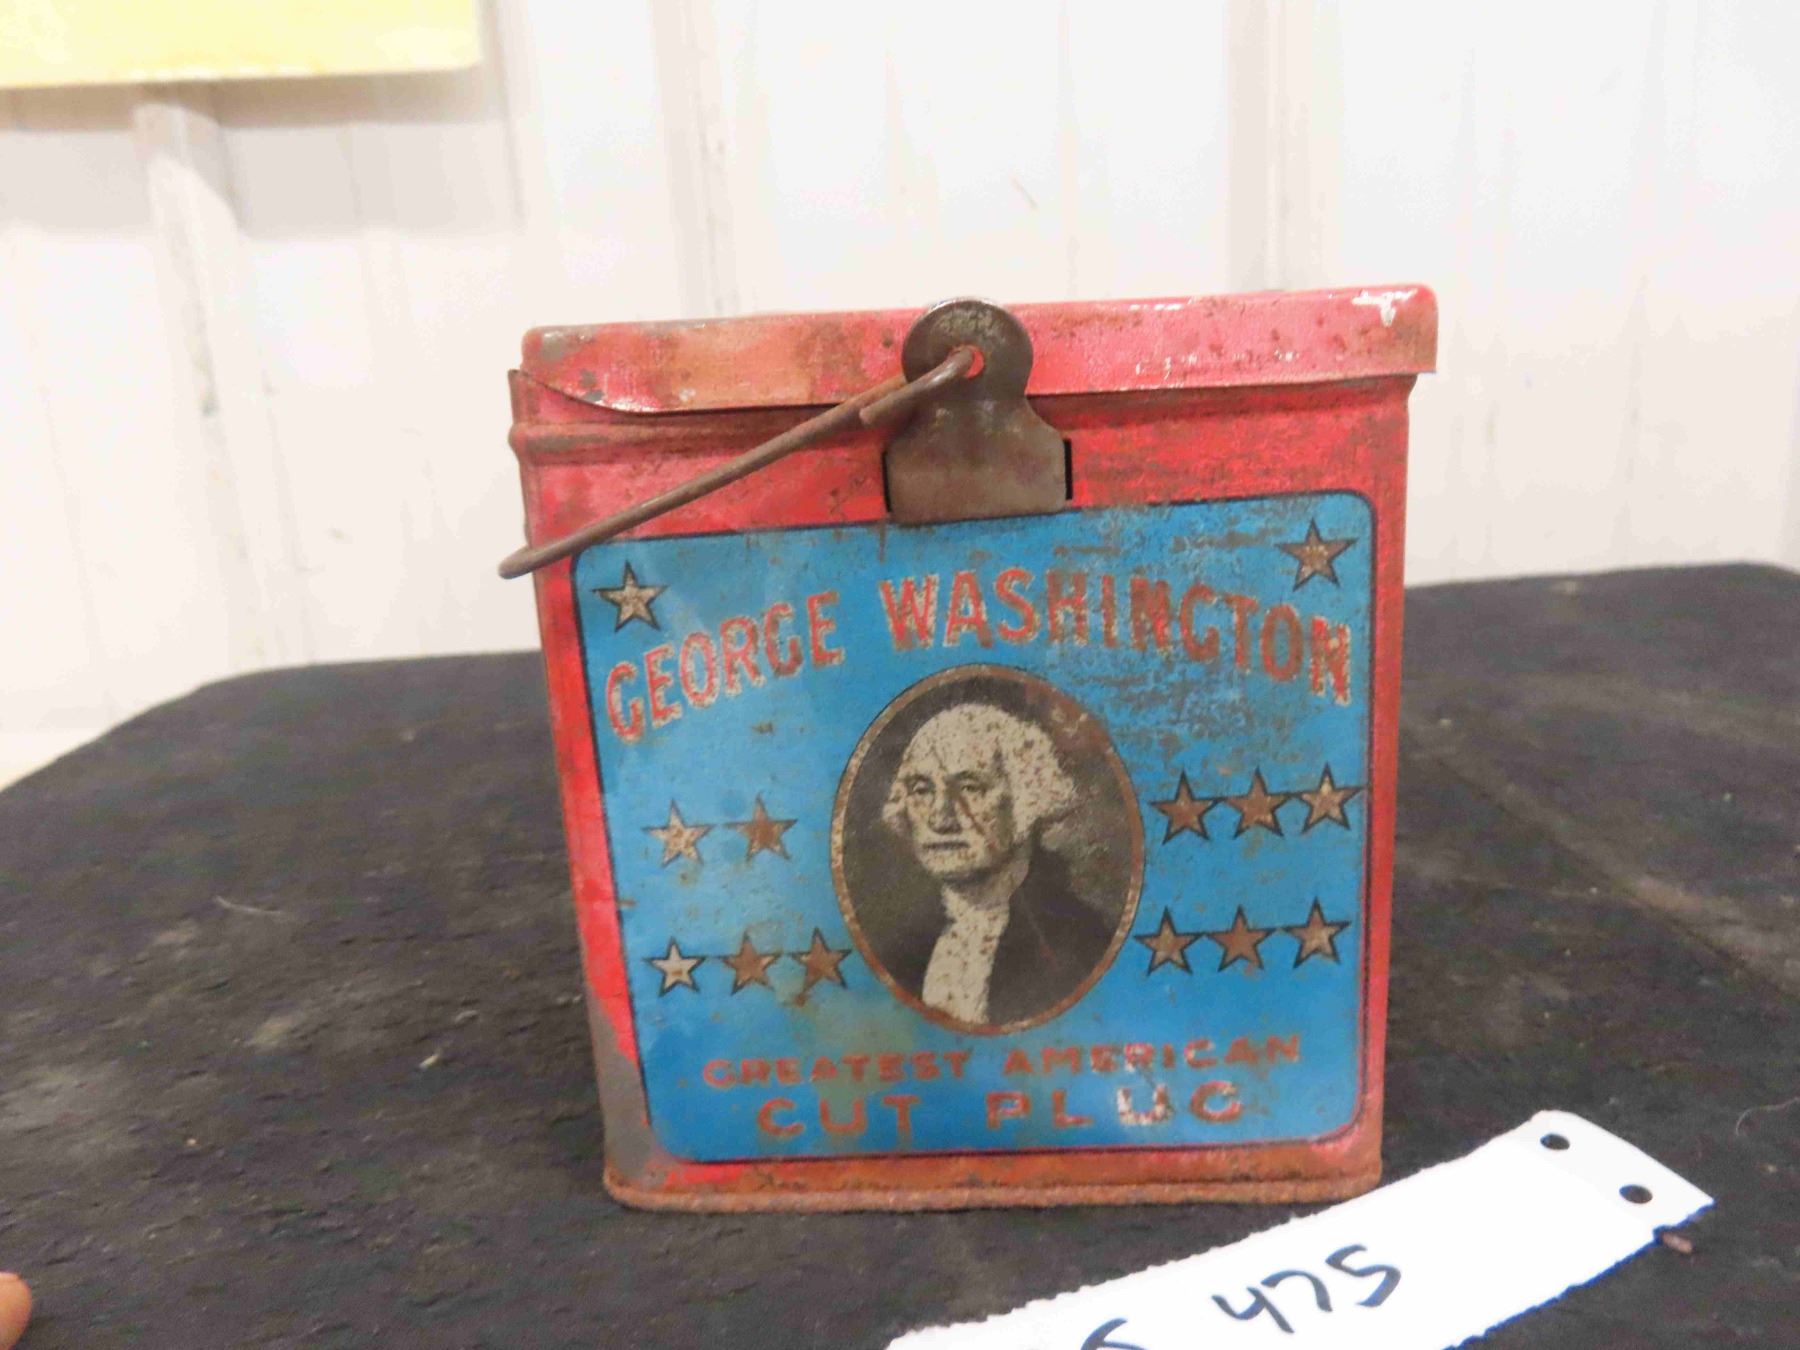 GEORGE WASHINGTON
GREATEST AMERICAN
CUT PLUG
475